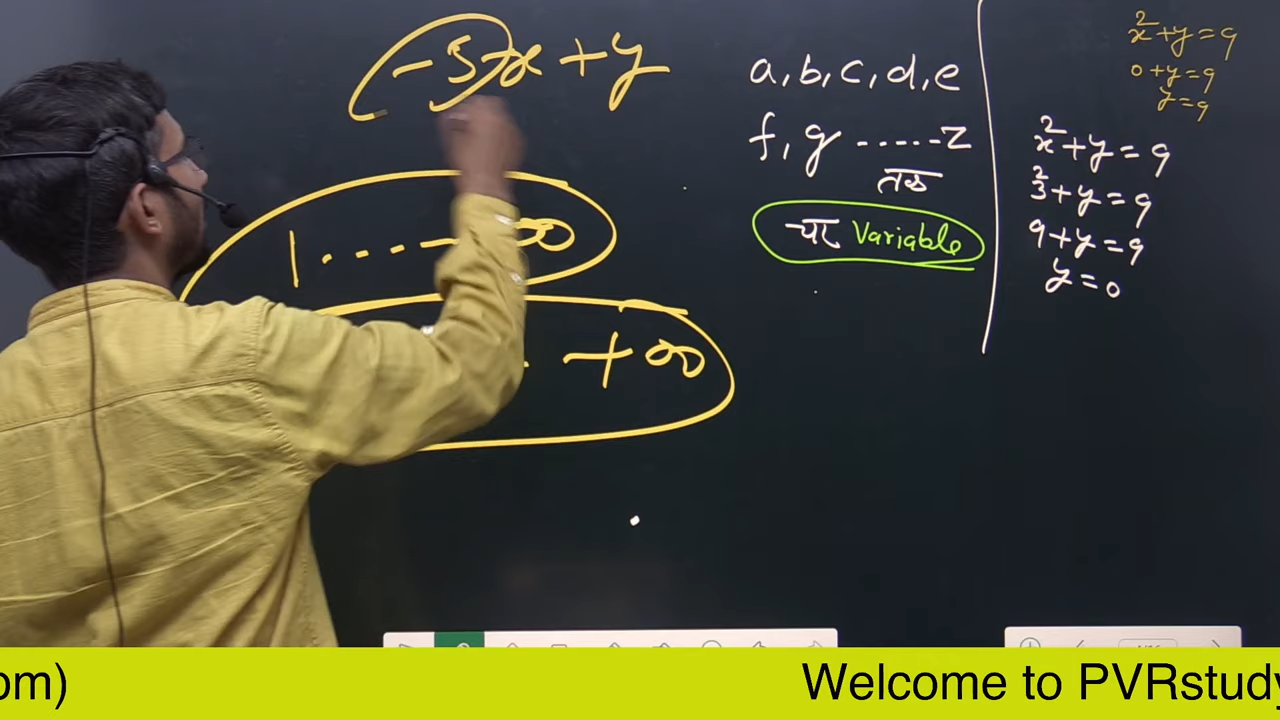 -5x+y
1.....∞
+∞
a,b,c,d,e
f,g.....z
तक
चर Variable
x²+y=9
0+y=9
y=9
x²+y=9
3²+y=9
9+y=9
y=0
om)
Welcome to PVRstudy